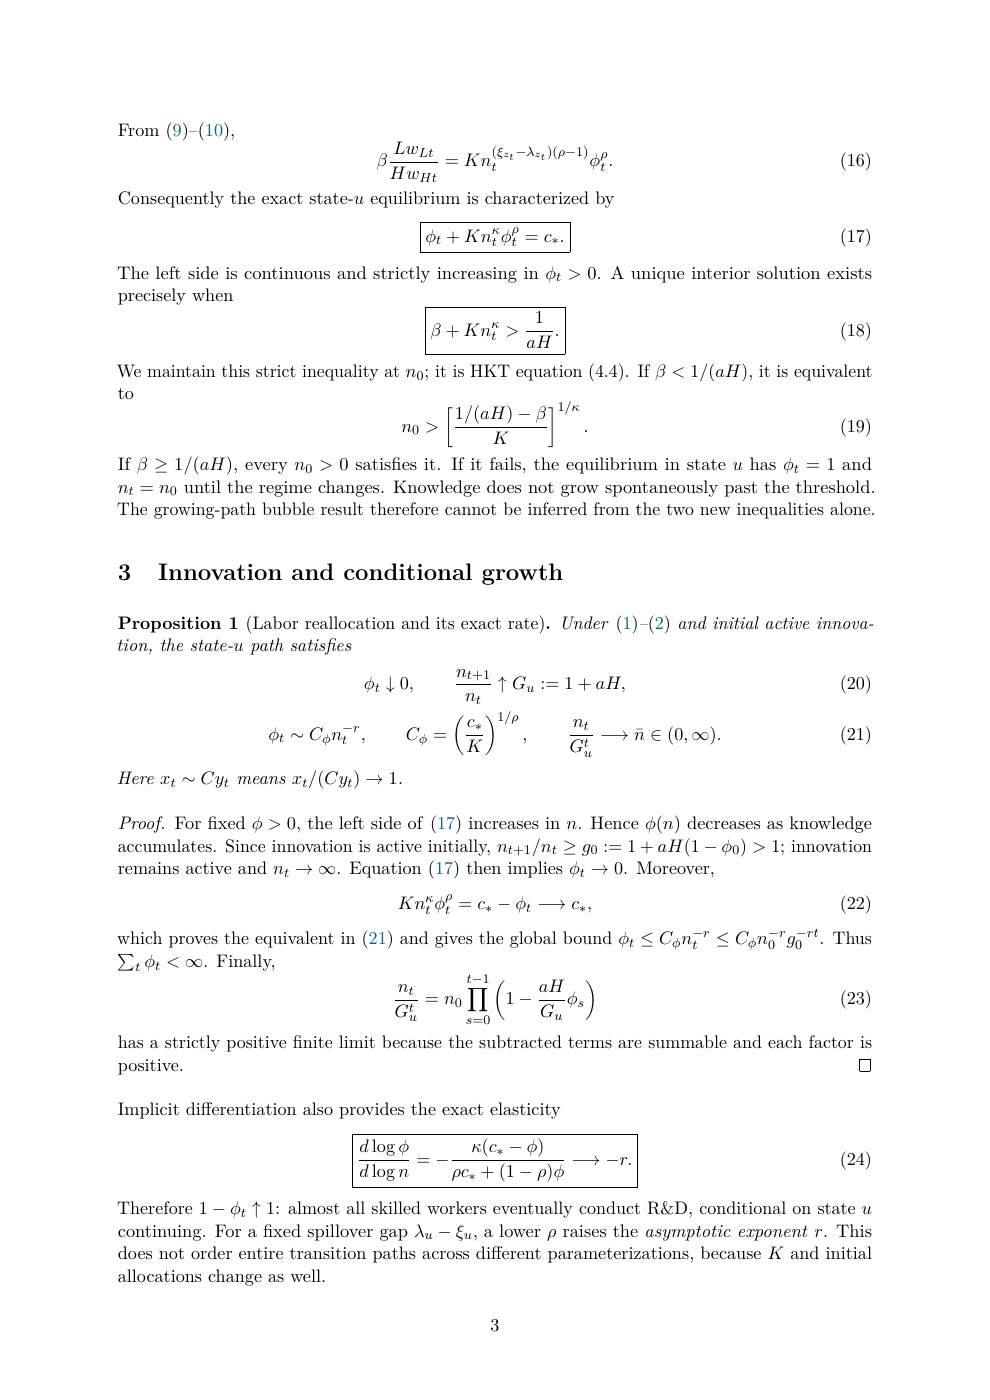 From (9)–(10),
β Lw_{Lt} / Hw_{Ht} = K n_t^{(ξ_{z_t} − λ_{z_t})(ρ−1)} φ_t^ρ. (16)
Consequently the exact state-u equilibrium is characterized by
φ_t + K n_t^κ φ_t^ρ = c_*. (17)
The left side is continuous and strictly increasing in φ_t > 0. A unique interior solution exists
precisely when
β + K n_t^κ > 1/aH. (18)
We maintain this strict inequality at n_0; it is HKT equation (4.4). If β < 1/(aH), it is equivalent
to
n_0 > [ (1/(aH) − β) / K ]^{1/κ}. (19)
If β ≥ 1/(aH), every n_0 > 0 satisfies it. If it fails, the equilibrium in state u has φ_t = 1 and
n_t = n_0 until the regime changes. Knowledge does not grow spontaneously past the threshold.
The growing-path bubble result therefore cannot be inferred from the two new inequalities alone.
3 Innovation and conditional growth
Proposition 1 (Labor reallocation and its exact rate). Under (1)–(2) and initial active innova-
tion, the state-u path satisfies
φ_t ↓ 0, n_{t+1}/n_t ↑ G_u := 1 + aH, (20)
φ_t ∼ C_φ n_t^{−r}, C_φ = (c_*/K)^{1/ρ}, n_t/G_u^t ⟶ n̄ ∈ (0, ∞). (21)
Here x_t ∼ Cy_t means x_t/(Cy_t) → 1.
Proof. For fixed φ > 0, the left side of (17) increases in n. Hence φ(n) decreases as knowledge
accumulates. Since innovation is active initially, n_{t+1}/n_t ≥ g_0 := 1 + aH(1 − φ_0) > 1; innovation
remains active and n_t → ∞. Equation (17) then implies φ_t → 0. Moreover,
K n_t^κ φ_t^ρ = c_* − φ_t ⟶ c_*, (22)
which proves the equivalent in (21) and gives the global bound φ_t ≤ C_φ n_t^{−r} ≤ C_φ n_0^{−r} g_0^{−rt}. Thus
∑_t φ_t < ∞. Finally,
n_t/G_u^t = n_0 ∏_{s=0}^{t−1} (1 − (aH/G_u) φ_s) (23)
has a strictly positive finite limit because the subtracted terms are summable and each factor is
positive. □
Implicit differentiation also provides the exact elasticity
d log φ / d log n = − κ(c_* − φ) / (ρc_* + (1 − ρ)φ) ⟶ −r. (24)
Therefore 1 − φ_t ↑ 1: almost all skilled workers eventually conduct R&D, conditional on state u
continuing. For a fixed spillover gap λ_u − ξ_u, a lower ρ raises the asymptotic exponent r. This
does not order entire transition paths across different parameterizations, because K and initial
allocations change as well.
3